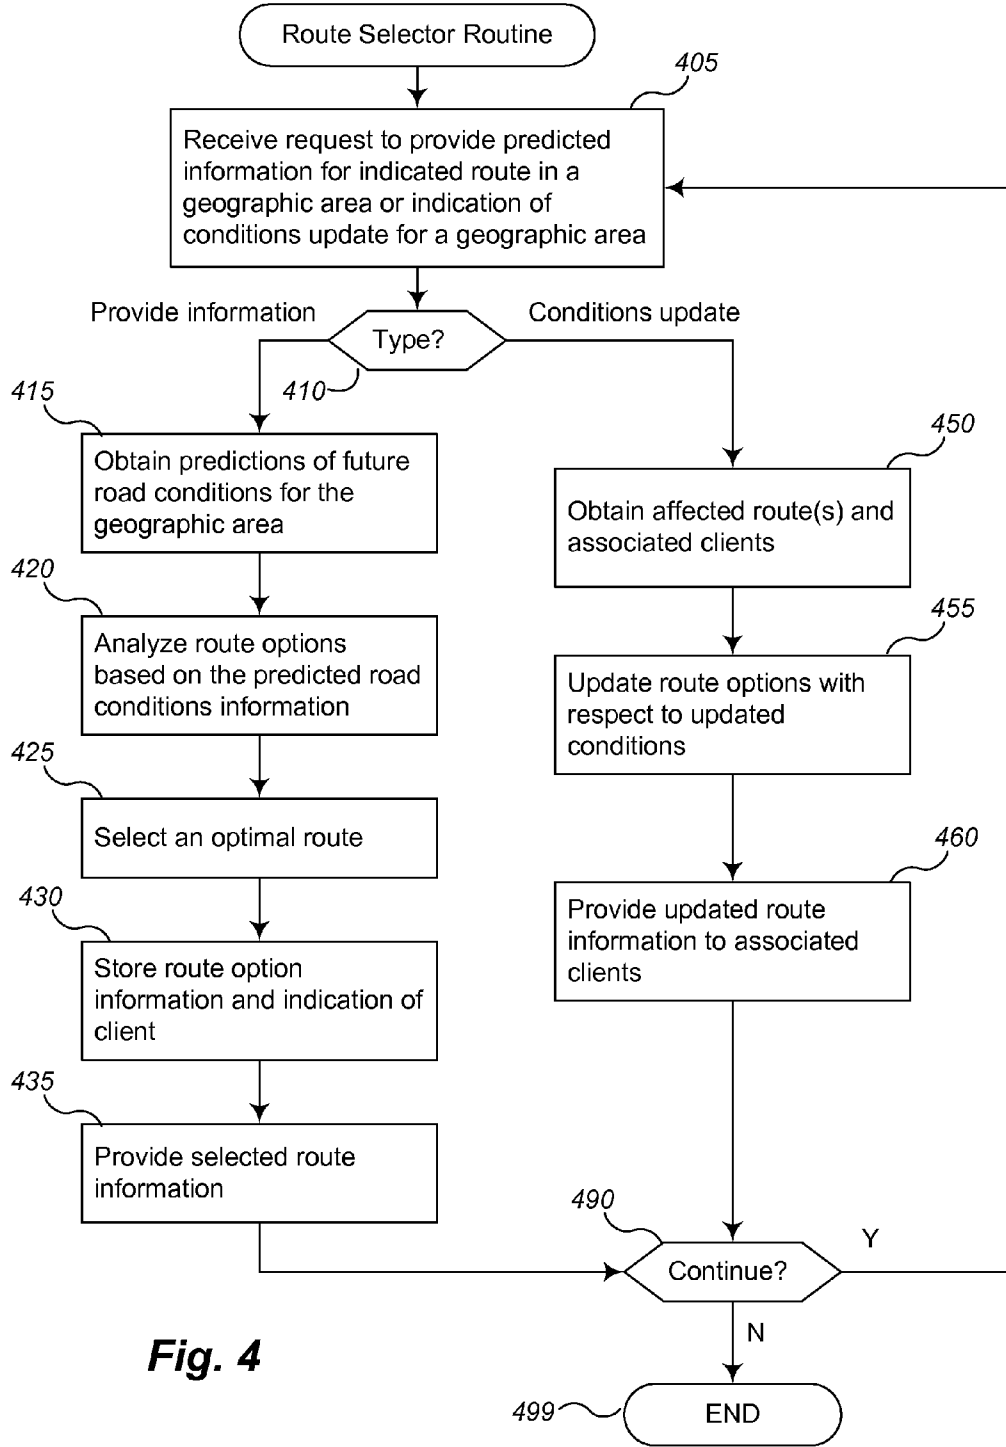 Route Selector Routine
405
Receive request to provide predicted
information for indicated route in a
geographic area or indication of
conditions update for a geographic area
Provide information
Conditions update
Type?
410
415
Obtain predictions of future
road conditions for the
geographic area
420
Analyze route options
based on the predicted road
conditions information
425
Select an optimal route
430
Store route option
information and indication of
client
435
Provide selected route
information
450
Obtain affected route(s) and
associated clients
455
Update route options with
respect to updated
conditions
460
Provide updated route
information to associated
clients
490
Continue?
Y
N
499
END
Fig. 4